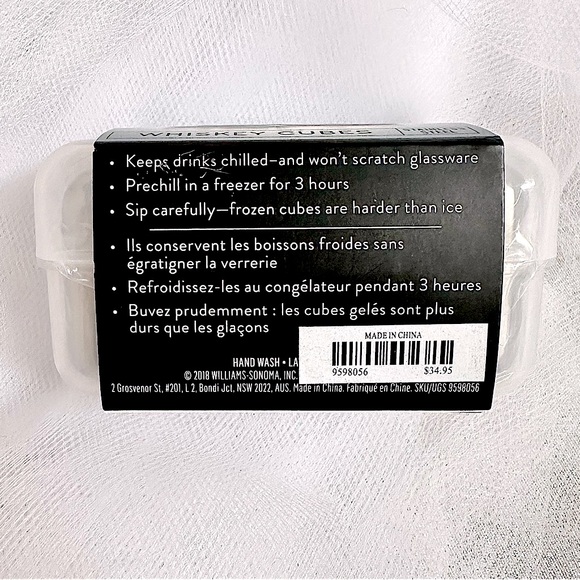 WHISKEY CUBES
• Keeps drinks chilled–and won't scratch glassware
• Prechill in a freezer for 3 hours
• Sip carefully—frozen cubes are harder than ice
• Ils conservent les boissons froides sans
égratigner la verrerie
• Refroidissez-les au congélateur pendant 3 heures
• Buvez prudemment : les cubes gelés sont plus
durs que les glaçons
MADE IN CHINA
9598056 $34.95
HAND WASH • LA
© 2018 WILLIAMS-SONOMA, INC.
2 Grosvenor St, #201, L 2, Bondi Jct, NSW 2022, AUS. Made in China. Fabriqué en Chine. SKU/UGS 9598056